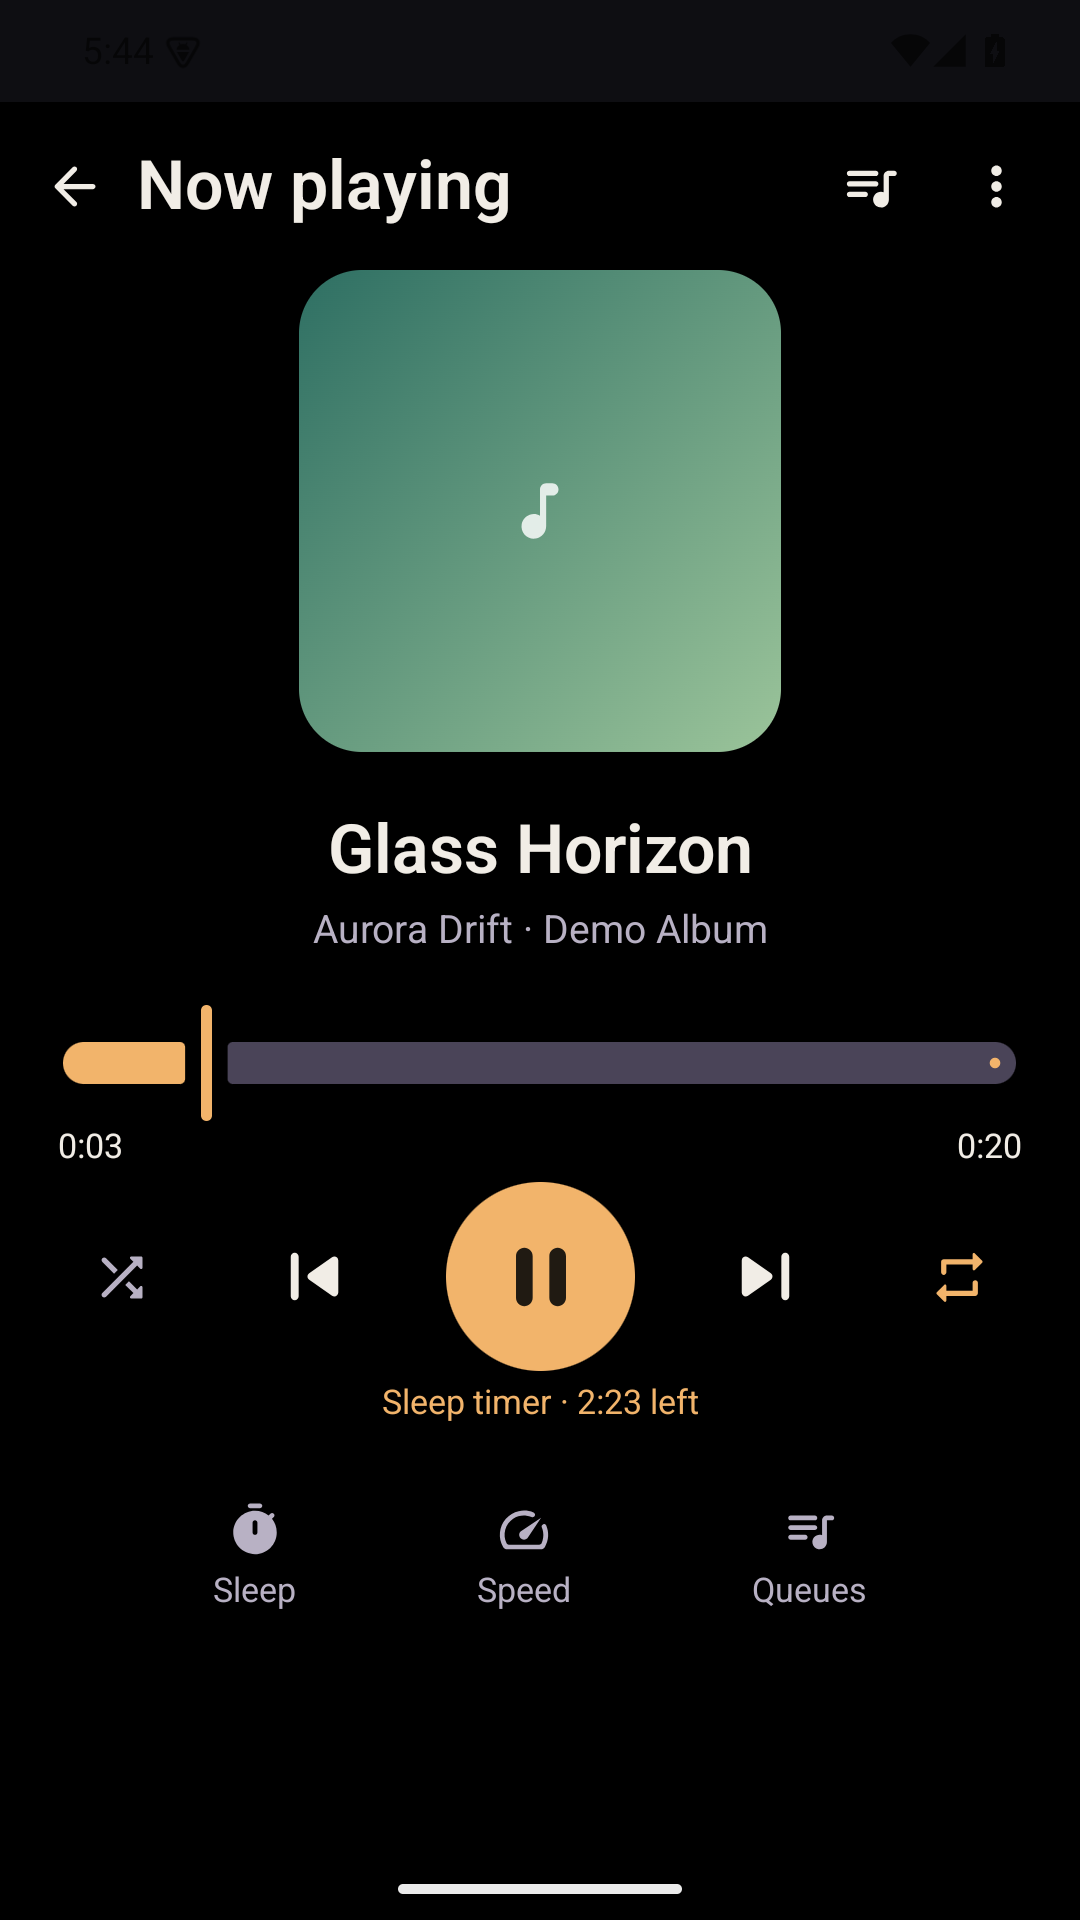 5:44
Now playing
Glass Horizon
Aurora Drift · Demo Album
0:03 0:20
Sleep timer · 2:23 left
Sleep Speed Queues